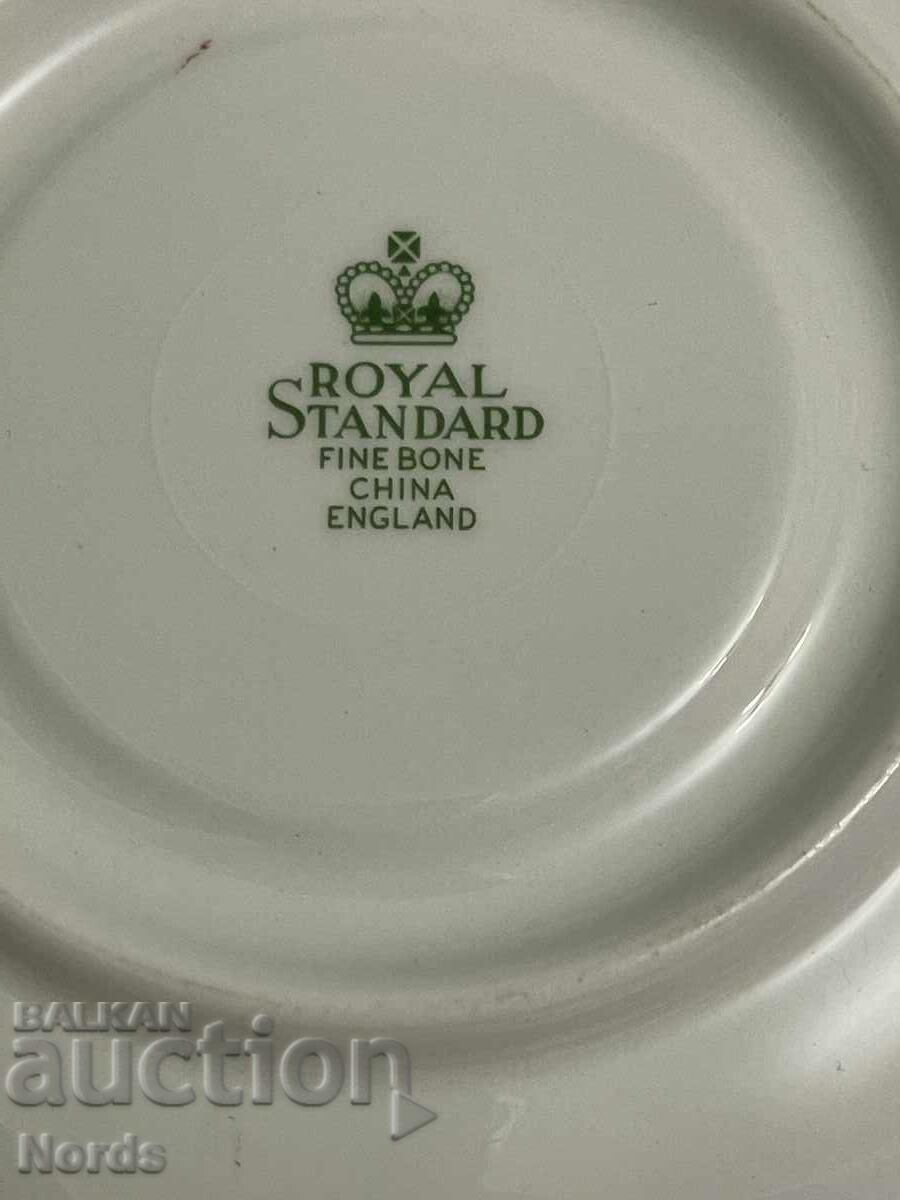 ROYAL
STANDARD
FINE BONE
CHINA
ENGLAND
BALKAN
auction
Nords